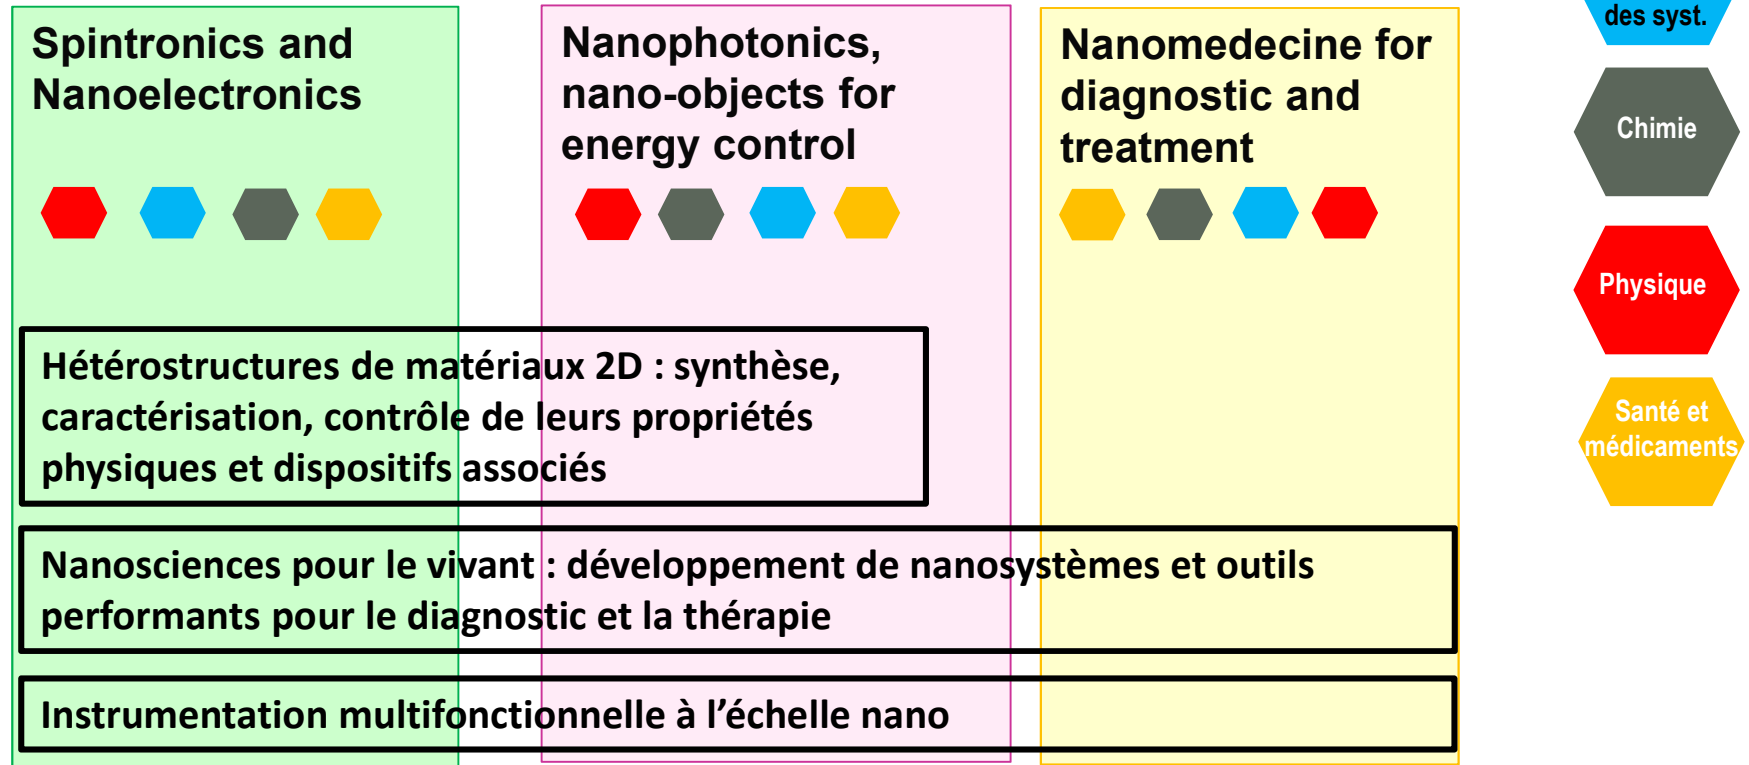 Spintronics and
Nanoelectronics
Nanophotonics,
nano-objects for
energy control
Nanomedecine for
diagnostic and
treatment
Hétérostructures de matériaux 2D : synthèse,
caractérisation, contrôle de leurs propriétés
physiques et dispositifs associés
Nanosciences pour le vivant : développement de nanosystèmes et outils
performants pour le diagnostic et la thérapie
Instrumentation multifonctionnelle à l’échelle nano
des syst.
Chimie
Physique
Santé et
médicaments